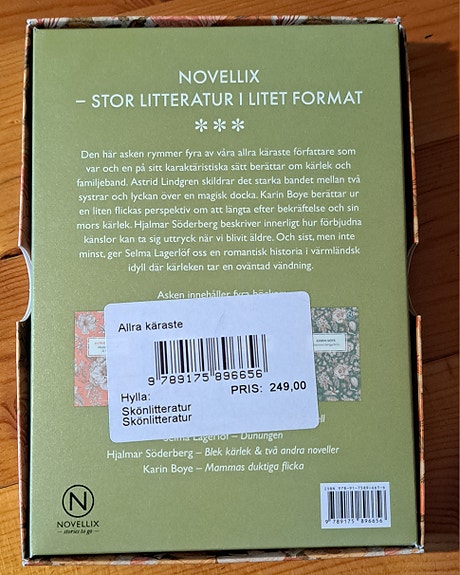 NOVELLIX
– STOR LITTERATUR I LITET FORMAT
***
Den här asken rymmer fyra av våra allra käraste författare som
var och en på sitt karaktäristiska sätt berättar om kärlek och
familjeband. Astrid Lindgren skildrar det starka bandet mellan två
systrar och lyckan över en magisk docka. Karin Boye berättar ur
en liten flickas perspektiv om att längta efter bekräftelse och sin
mors kärlek. Hjalmar Söderberg beskriver innerligt hur förbjudna
känslor kan ta sig uttryck när vi blivit äldre. Och sist, men inte
minst, ger Selma Lagerlöf oss en romantisk historia i värmländsk
idyll där kärleken tar en oväntad vändning.
Asken innehåller fyra böcker
Allra käraste
9 789175 896656
Hylla:
PRIS: 249,00
Skönlitteratur
Skönlitteratur
Selma Lagerlöf – Dunungen
Hjalmar Söderberg – Blek kärlek & två andra noveller
Karin Boye – Mammas duktiga flicka
N
NOVELLIX
stories to go
ISBN 978-91-7589-665-6
9 789175 896656